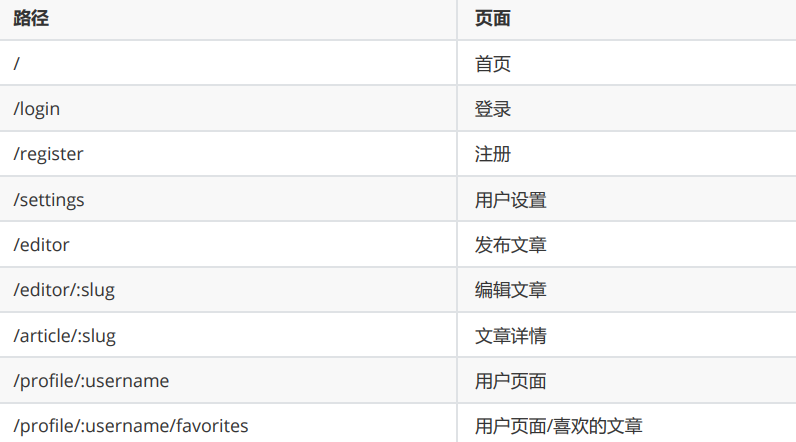 路径 页面
/ 首页
/login 登录
/register 注册
/settings 用户设置
/editor 发布文章
/editor/:slug 编辑文章
/article/:slug 文章详情
/profile/:username 用户页面
/profile/:username/favorites 用户页面/喜欢的文章